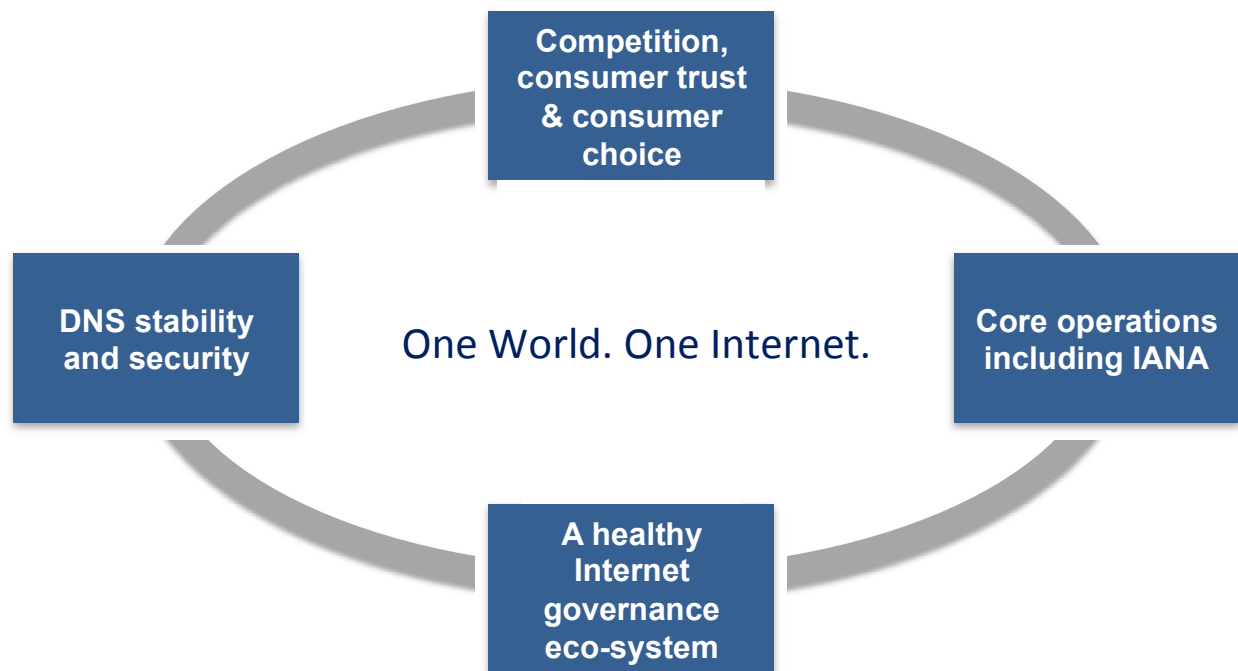 Competition,
consumer trust
& consumer
choice
DNS stability
and security
One World. One Internet.
Core operations
including IANA
A healthy
Internet
governance
eco-system